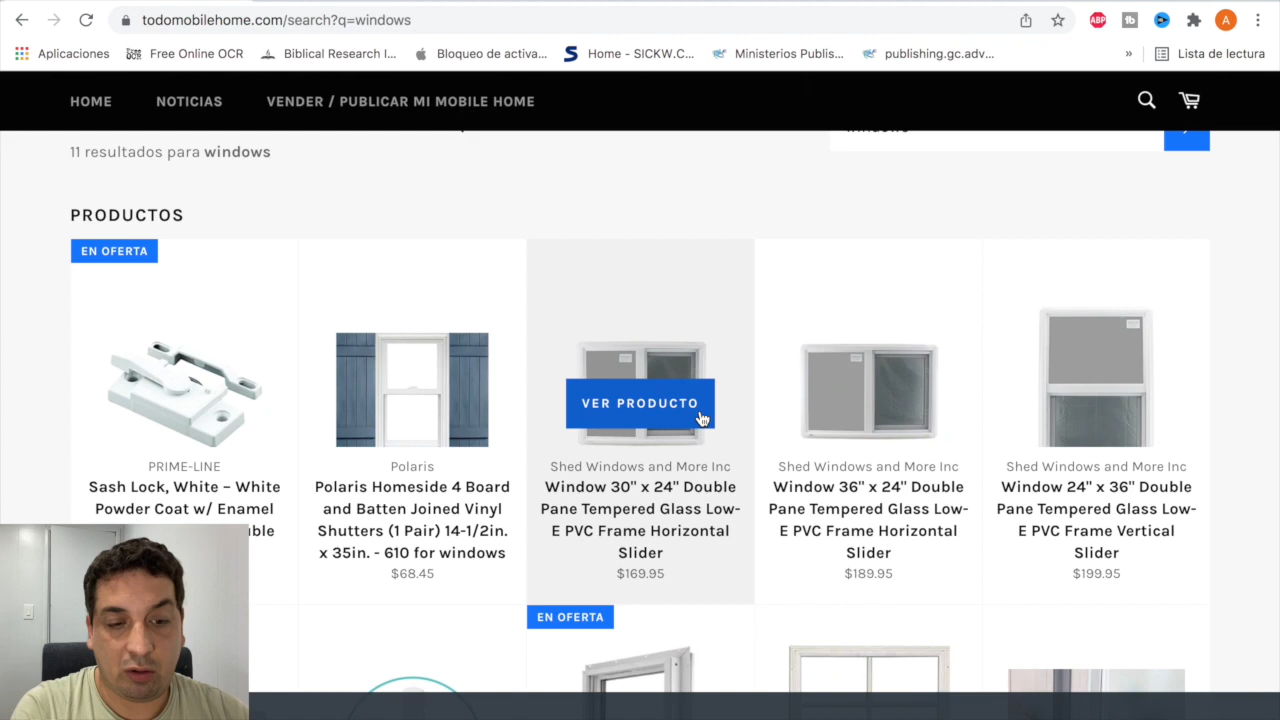 todomobilehome.com/search?q=windows
ABP
tb
A
Aplicaciones
Free Online OCR
Biblical Research I...
Bloqueo de activa...
S Home - SICKW.C...
Ministerios Publis...
publishing.gc.adv...
»
Lista de lectura
HOME
NOTICIAS
VENDER / PUBLICAR MI MOBILE HOME
11 resultados para windows
PRODUCTOS
EN OFERTA
PRIME-LINE
Sash Lock, White – White
Powder Coat w/ Enamel
Polaris
Polaris Homeside 4 Board
and Batten Joined Vinyl
Shutters (1 Pair) 14-1/2in.
x 35in. - 610 for windows
$68.45
VER PRODUCTO
Shed Windows and More Inc
Window 30" x 24" Double
Pane Tempered Glass Low-
E PVC Frame Horizontal
Slider
$169.95
Shed Windows and More Inc
Window 36" x 24" Double
Pane Tempered Glass Low-
E PVC Frame Horizontal
Slider
$189.95
Shed Windows and More Inc
Window 24" x 36" Double
Pane Tempered Glass Low-
E PVC Frame Vertical
Slider
$199.95
EN OFERTA